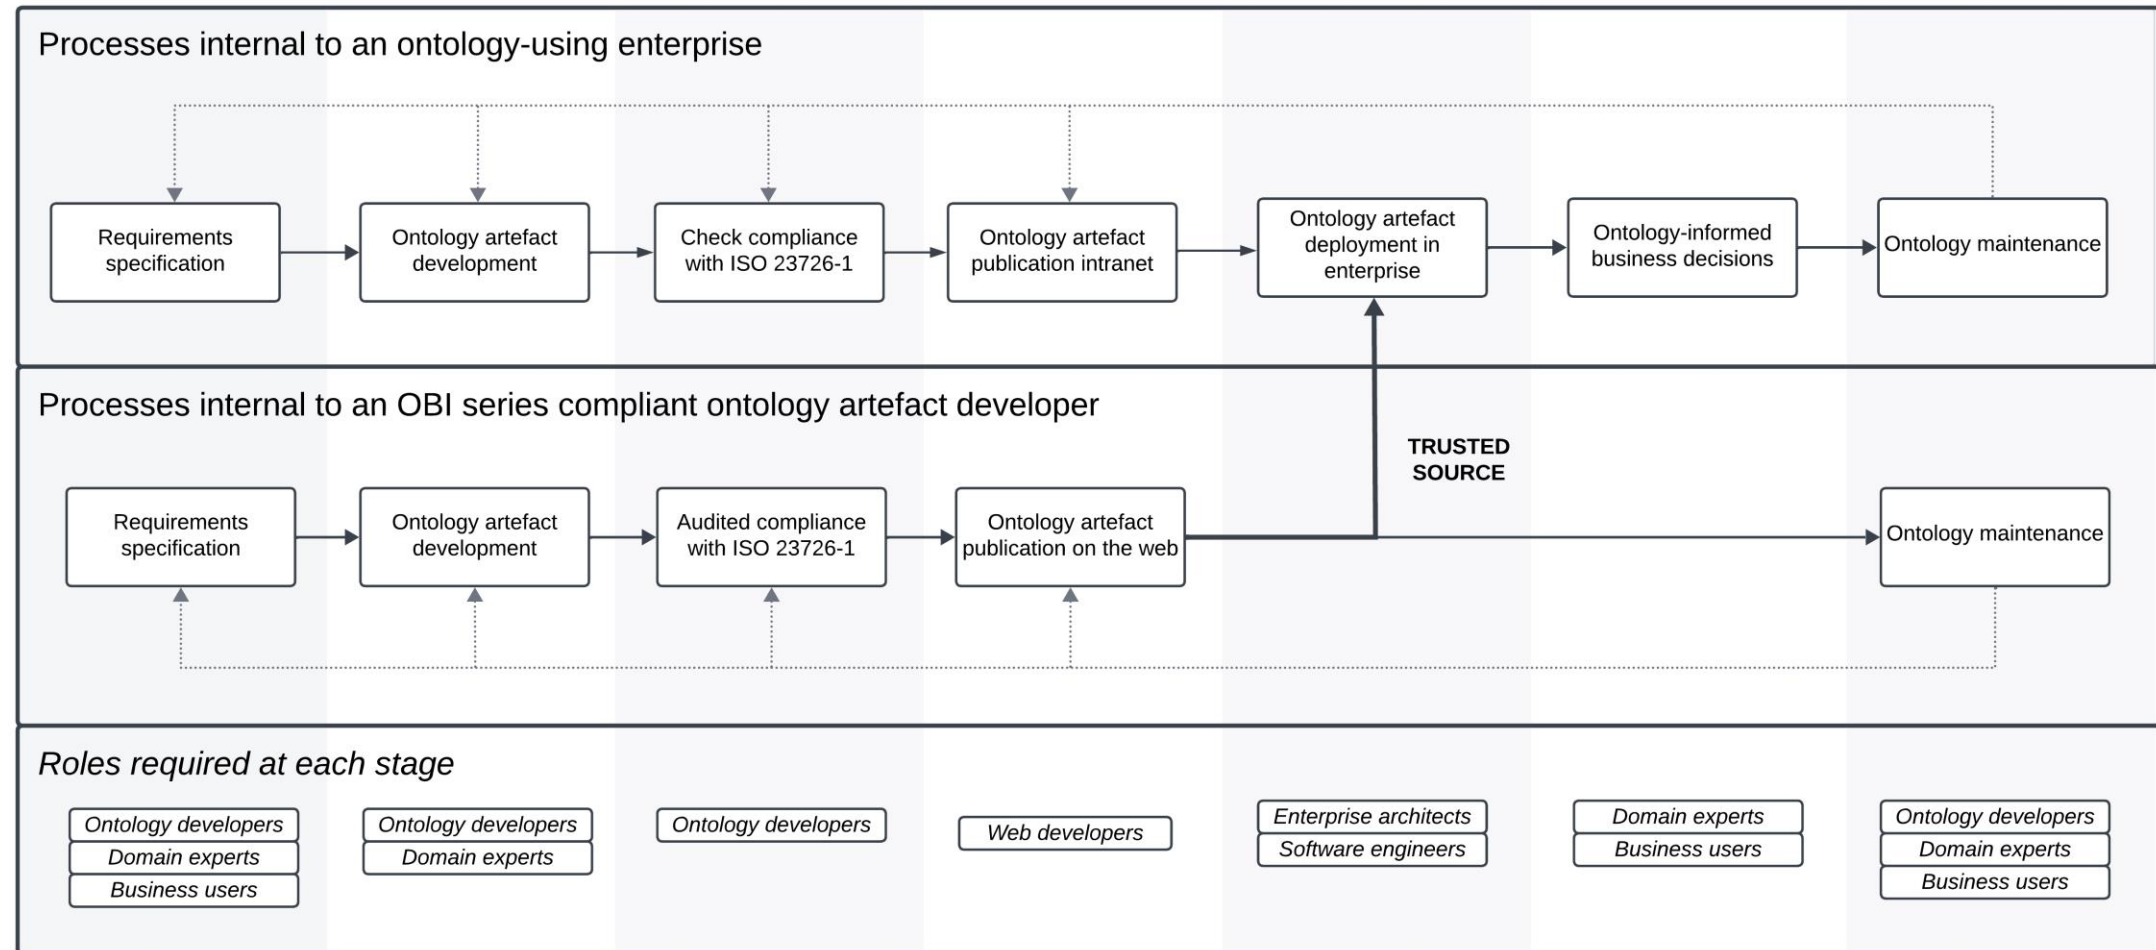 Processes internal to an ontology-using enterprise
Requirements
specification
Ontology artefact
development
Check compliance
with ISO 23726-1
Ontology artefact
publication intranet
Ontology artefact
deployment in
enterprise
Ontology-informed
business decisions
Ontology maintenance
Processes internal to an OBI series compliant ontology artefact developer
TRUSTED
SOURCE
Requirements
specification
Ontology artefact
development
Audited compliance
with ISO 23726-1
Ontology artefact
publication on the web
Ontology maintenance
Roles required at each stage
Ontology developers
Domain experts
Business users
Ontology developers
Domain experts
Ontology developers
Web developers
Enterprise architects
Software engineers
Domain experts
Business users
Ontology developers
Domain experts
Business users